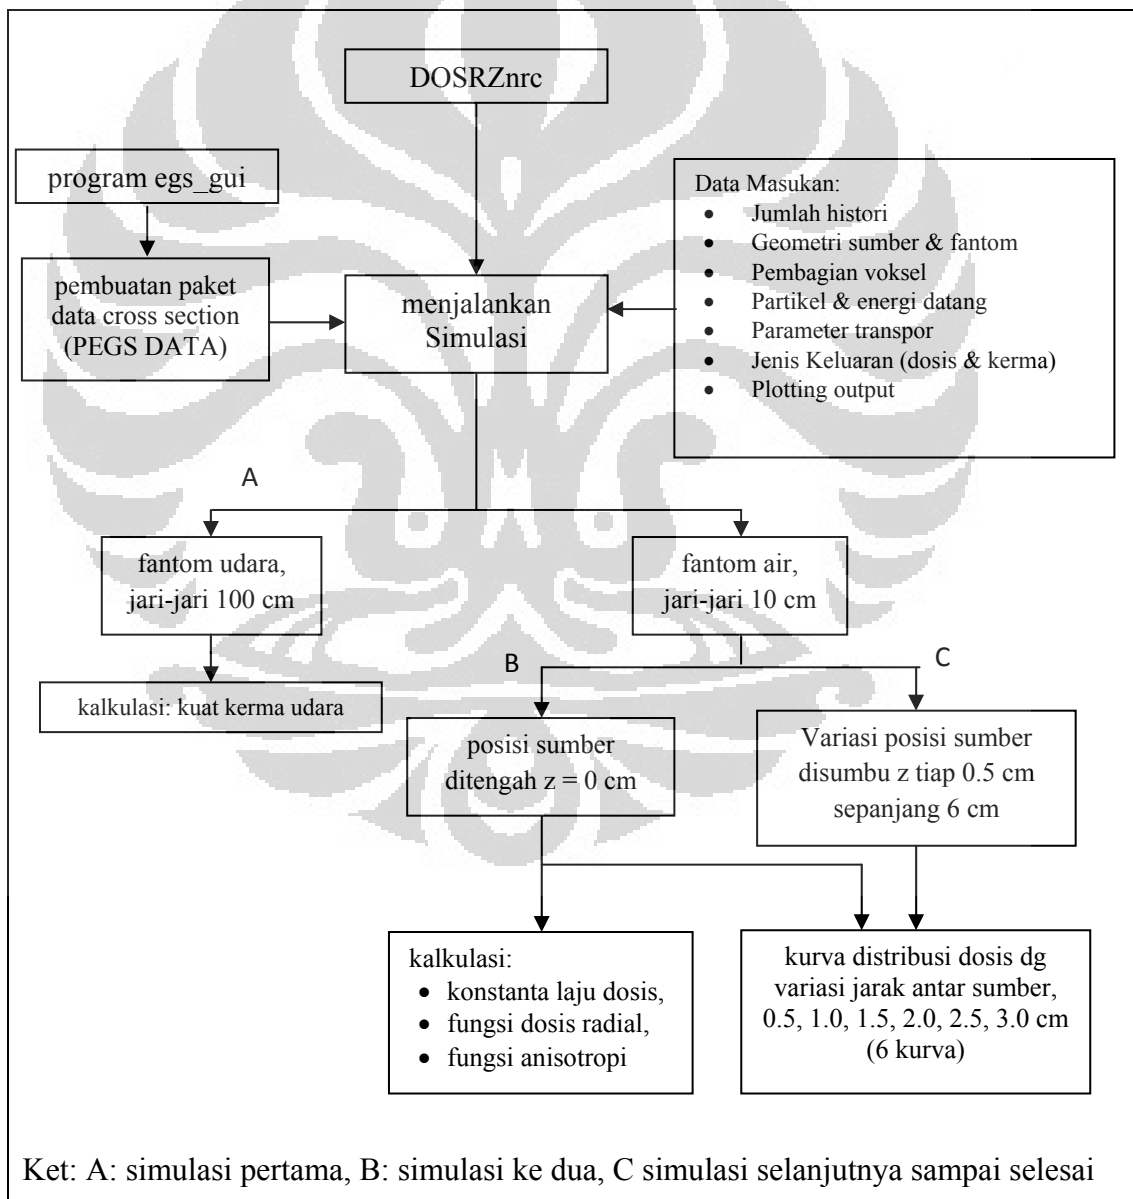 DOSRZnrc
program egs_gui
pembuatan paket
data cross section
(PEGS DATA)
menjalankan
Simulasi
Data Masukan:
• Jumlah histori
• Geometri sumber & fantom
• Pembagian voksel
• Partikel & energi datang
• Parameter transpor
• Jenis Keluaran (dosis & kerma)
• Plotting output
A
fantom udara,
jari-jari 100 cm
fantom air,
jari-jari 10 cm
kalkulasi: kuat kerma udara
B
C
posisi sumber
ditengah z = 0 cm
Variasi posisi sumber
disumbu z tiap 0.5 cm
sepanjang 6 cm
kalkulasi:
• konstanta laju dosis,
• fungsi dosis radial,
• fungsi anisotropi
kurva distribusi dosis dg
variasi jarak antar sumber,
0.5, 1.0, 1.5, 2.0, 2.5, 3.0 cm
(6 kurva)
Ket: A: simulasi pertama, B: simulasi ke dua, C simulasi selanjutnya sampai selesai